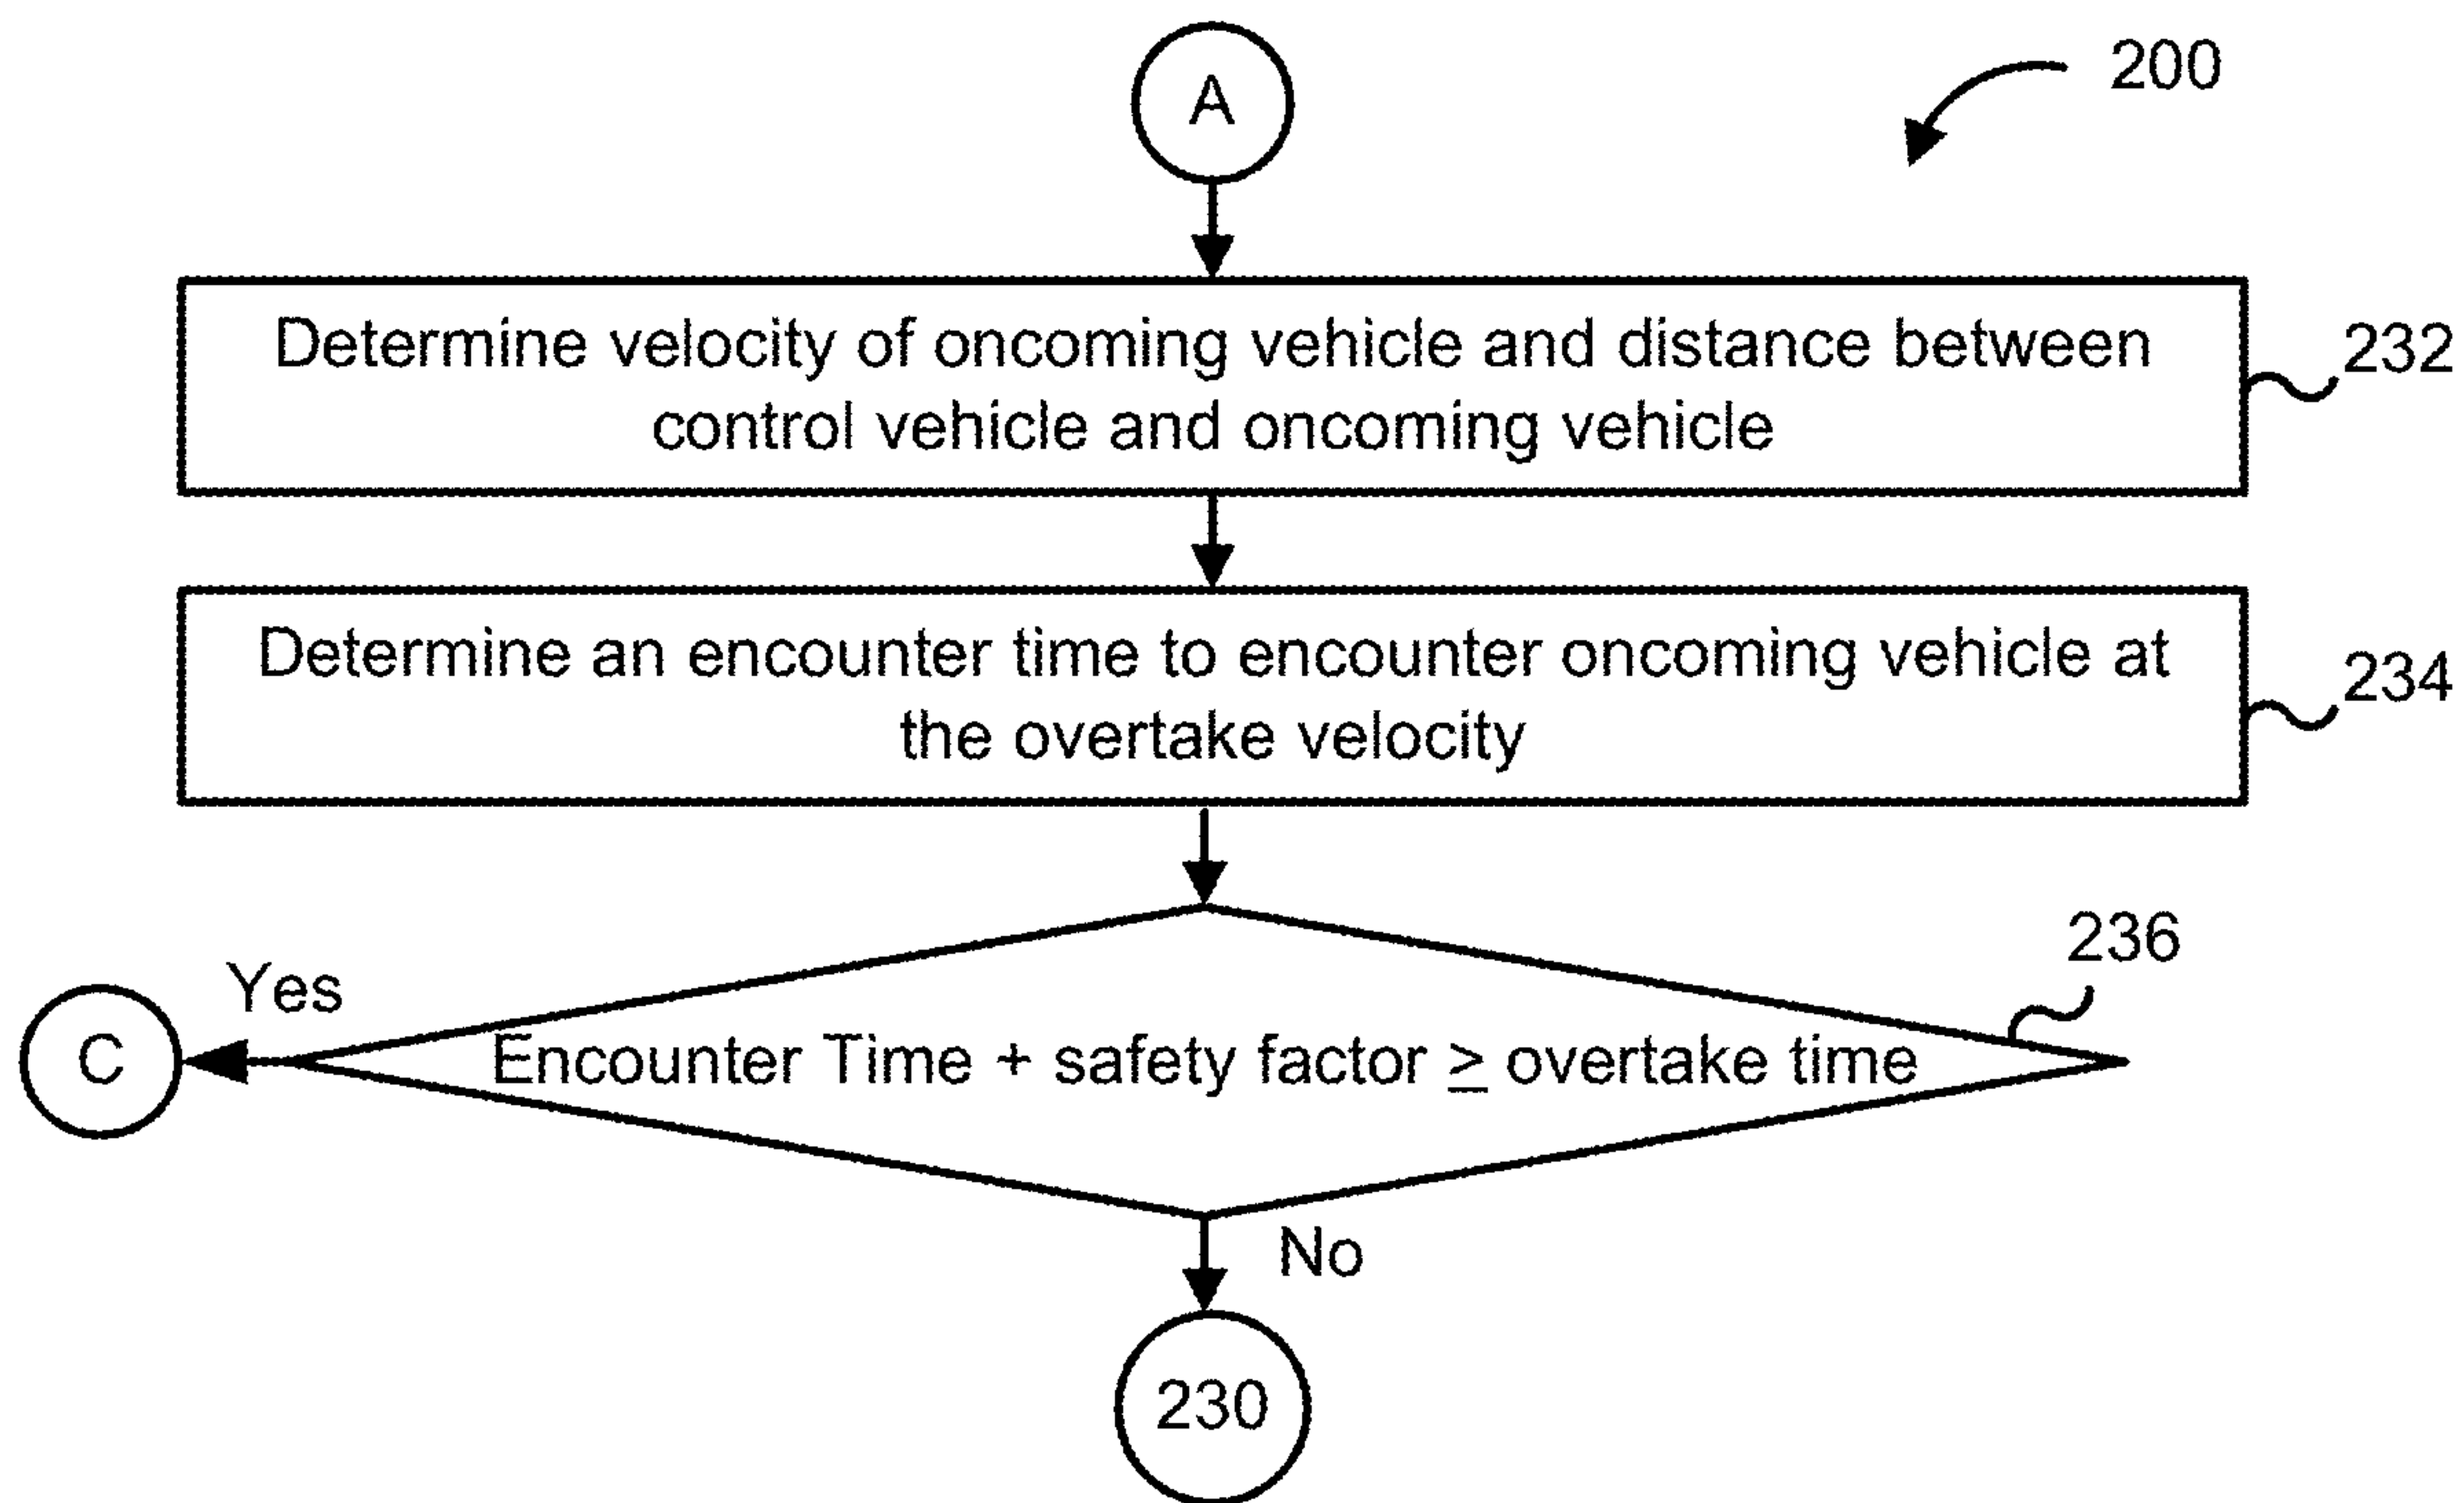 A
200
Determine velocity of oncoming vehicle and distance between
control vehicle and oncoming vehicle
232
Determine an encounter time to encounter oncoming vehicle at
the overtake velocity
234
236
Yes
C
Encounter Time + safety factor ≥ overtake time
No
230